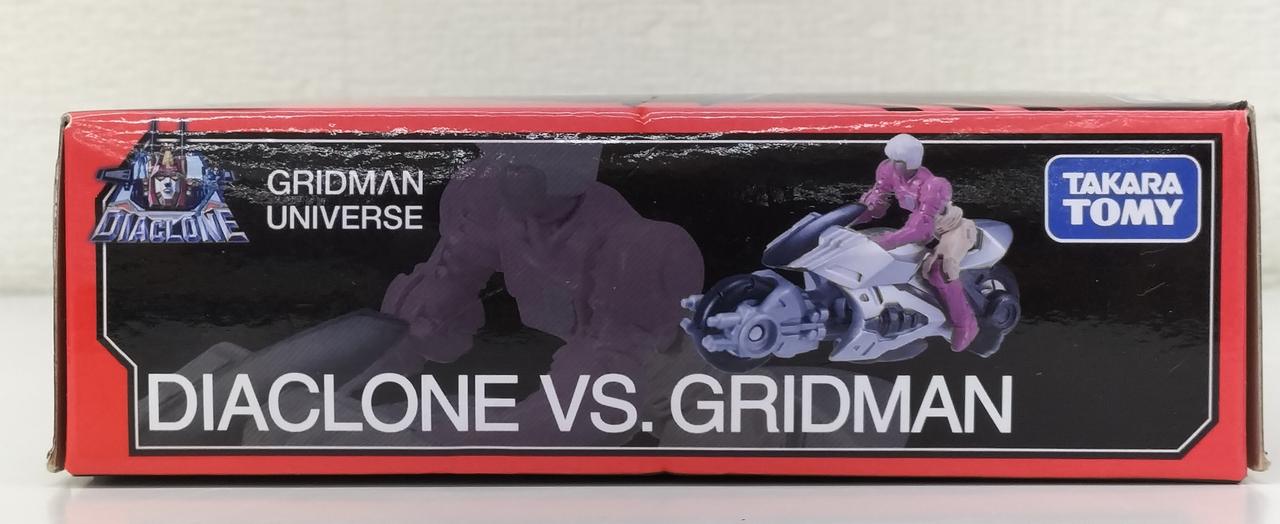 DIACLONE
GRIDMAN
UNIVERSE
TAKARA
TOMY
DIACLONE VS. GRIDMAN